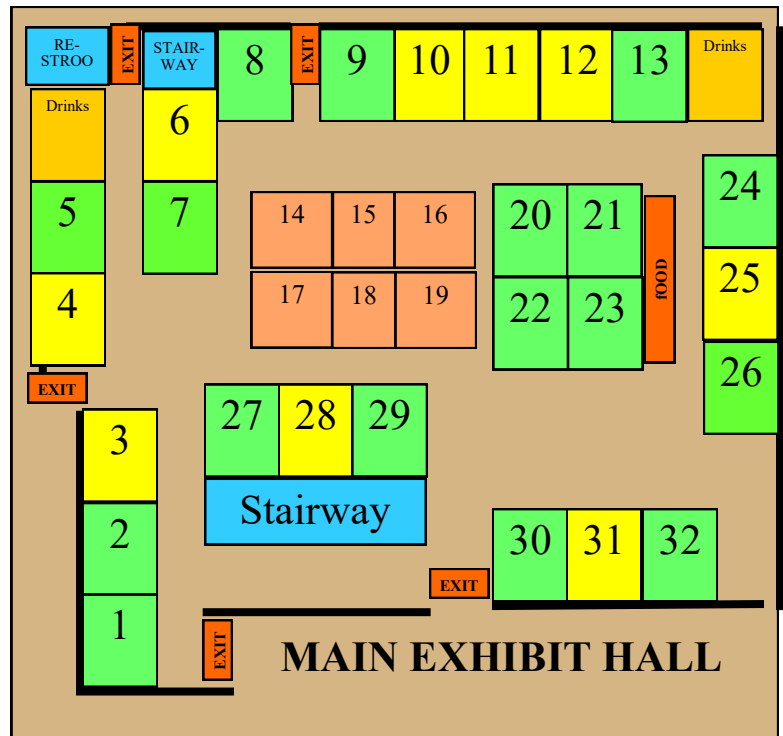 RE-
STROO
EXIT
STAIR-
WAY
8
EXIT
9
10
11
12
13
Drinks
Drinks
6
5
7
4
EXIT
14
15
16
17
18
19
20
21
22
23
fOOD
24
25
26
3
2
1
27
28
29
Stairway
30
31
32
EXIT
EXIT
MAIN EXHIBIT HALL